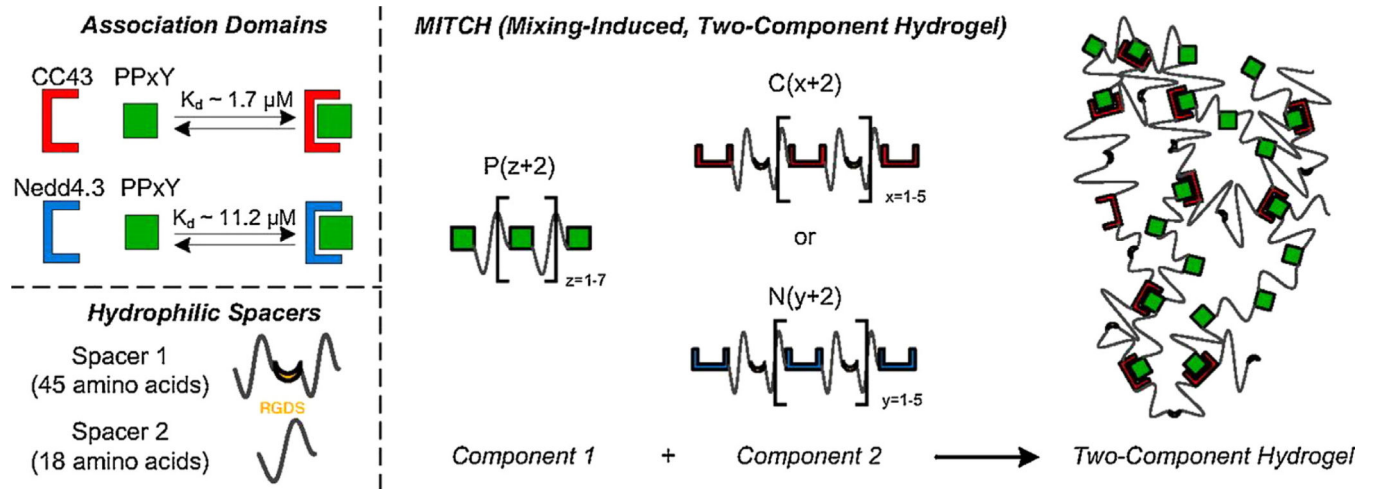 Association Domains
CC43 PPxY
K_d ~ 1.7 µM
Nedd4.3 PPxY
K_d ~ 11.2 µM
Hydrophilic Spacers
Spacer 1
(45 amino acids)
RGDS
Spacer 2
(18 amino acids)
MITCH (Mixing-Induced, Two-Component Hydrogel)
P(z+2)
z=1-7
C(x+2)
x=1-5
or
N(y+2)
y=1-5
Component 1 + Component 2
Two-Component Hydrogel